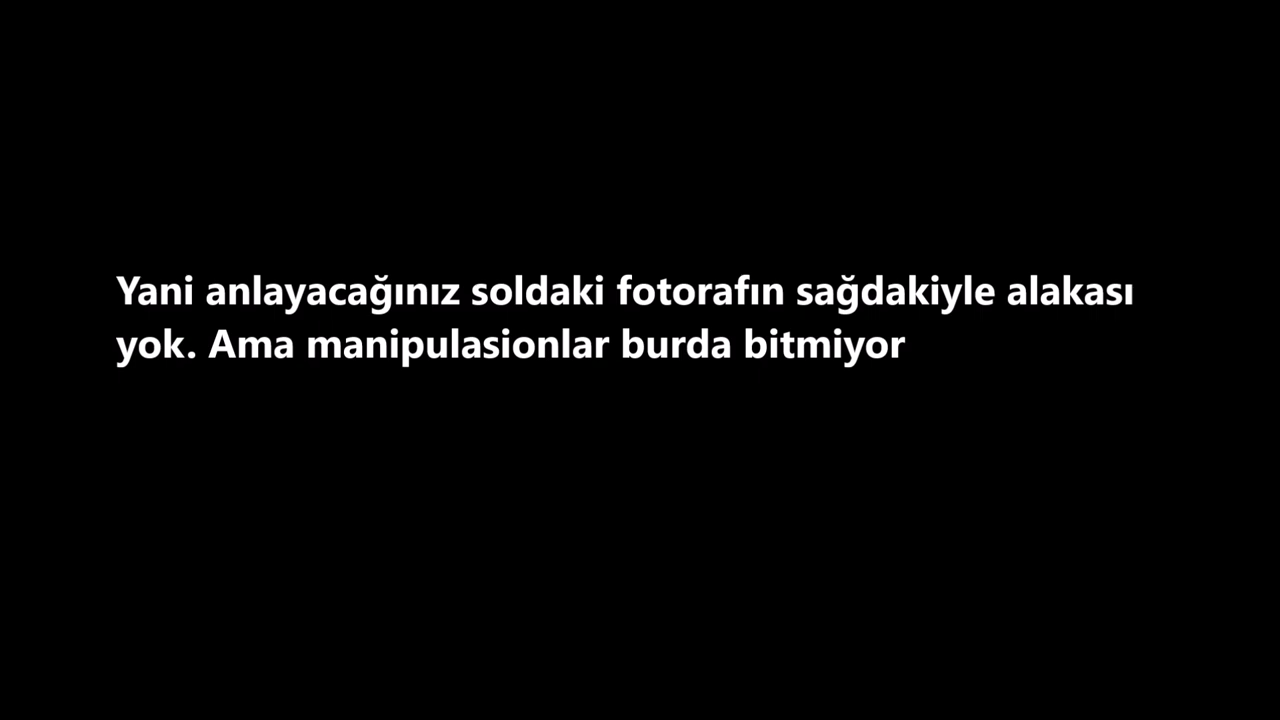 Yani anlayacağınız soldaki fotorafın sağdakiyle alakası
yok. Ama manipulasionlar burda bitmiyor